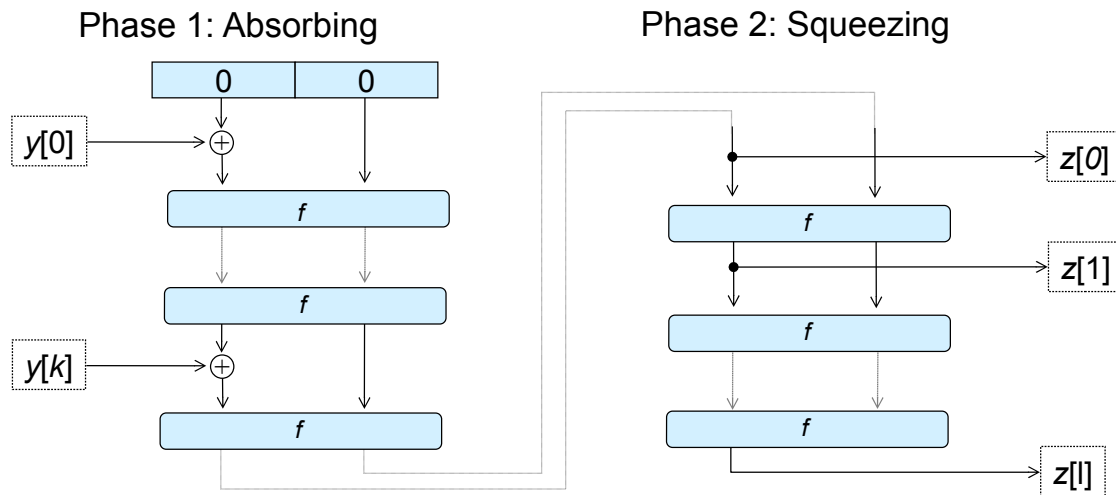 Phase 1: Absorbing
Phase 2: Squeezing
0 0
y[0]
z[0]
f
f
z[1]
f
f
y[k]
f
f
z[l]